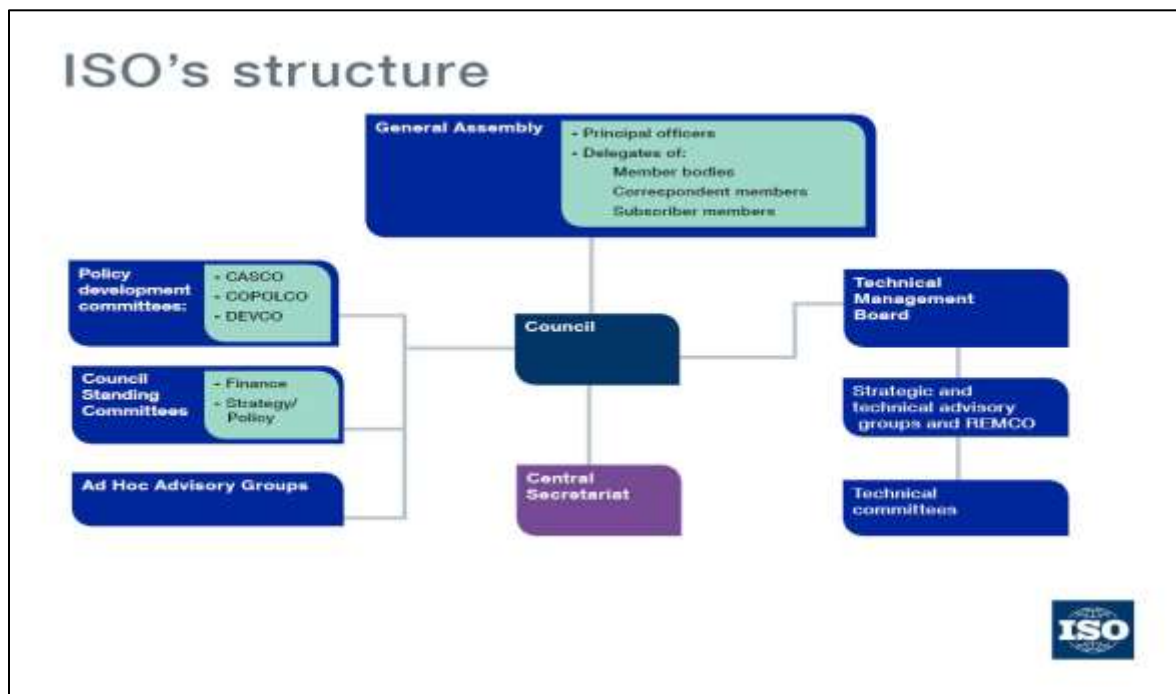 ISO's structure
General Assembly
- Principal officers
- Delegates of:
Member bodies
Correspondent members
Subscriber members
Policy
development
committees:
- CASCO
- COPOLCO
- DEVCO
Council
Technical
Management
Board
Council
Standing
Committees
- Finance
- Strategy/
Policy
Strategic and
technical advisory
groups and REMCO
Ad Hoc Advisory Groups
Central
Secretariat
Technical
committees
ISO